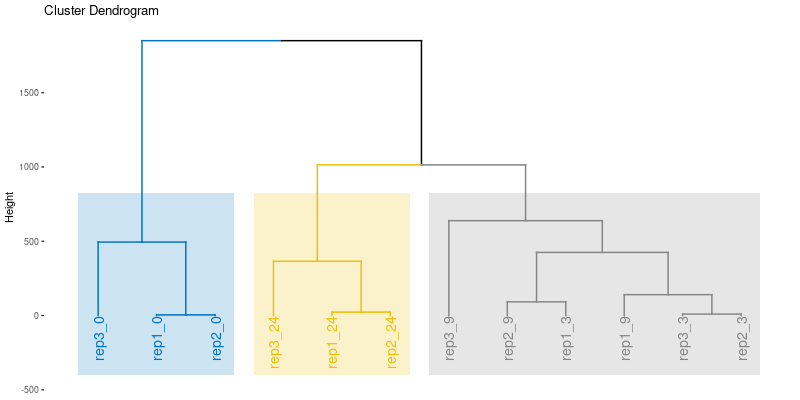 Cluster Dendrogram
Height
1500
1000
500
0
-500
rep3_0
rep1_0
rep2_0
rep3_24
rep1_24
rep2_24
rep3_9
rep2_9
rep1_3
rep1_9
rep3_3
rep2_3